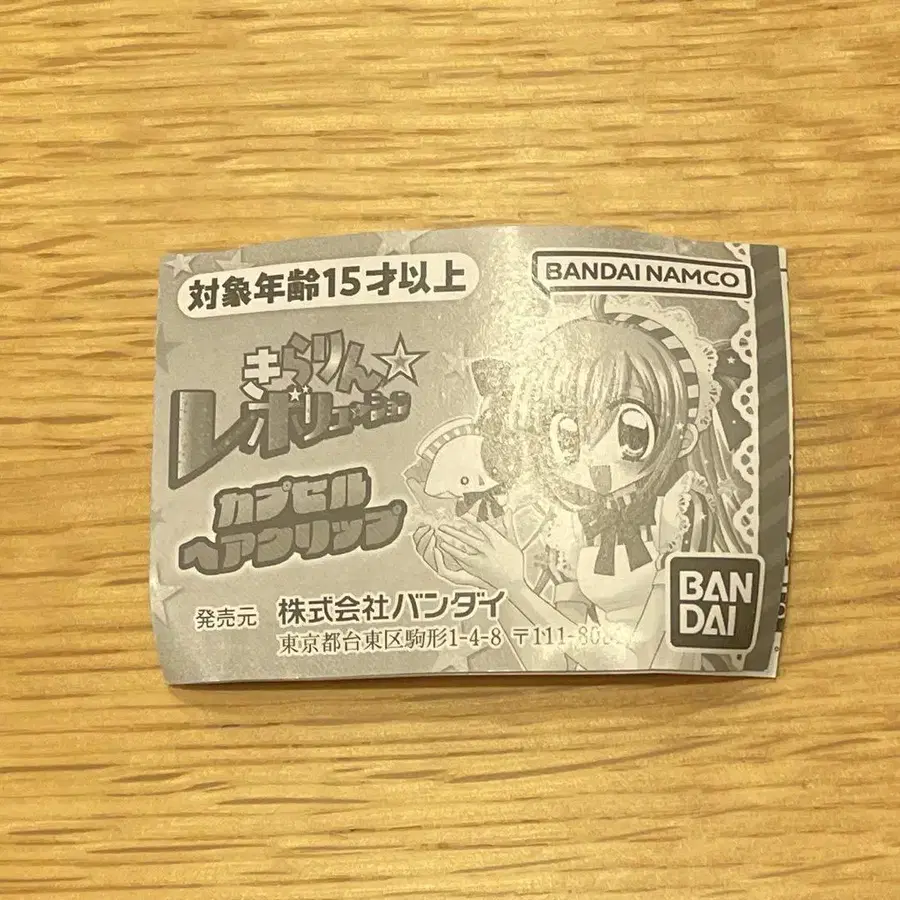 対象年齢15才以上
BANDAI NAMCO
きらりん☆
レボリューション
カプセル
ヘアクリップ
発売元 株式会社バンダイ
東京都台東区駒形1-4-8 〒
BAN
DAI